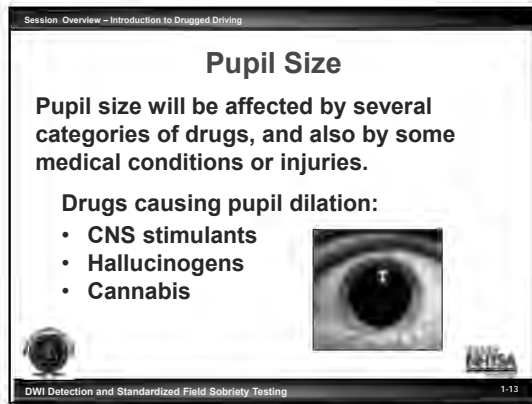 Session Overview – Introduction to Drugged Driving
Pupil Size
Pupil size will be affected by several
categories of drugs, and also by some
medical conditions or injuries.
Drugs causing pupil dilation:
• CNS stimulants
• Hallucinogens
• Cannabis
NHTSA
DWI Detection and Standardized Field Sobriety Testing
1-13